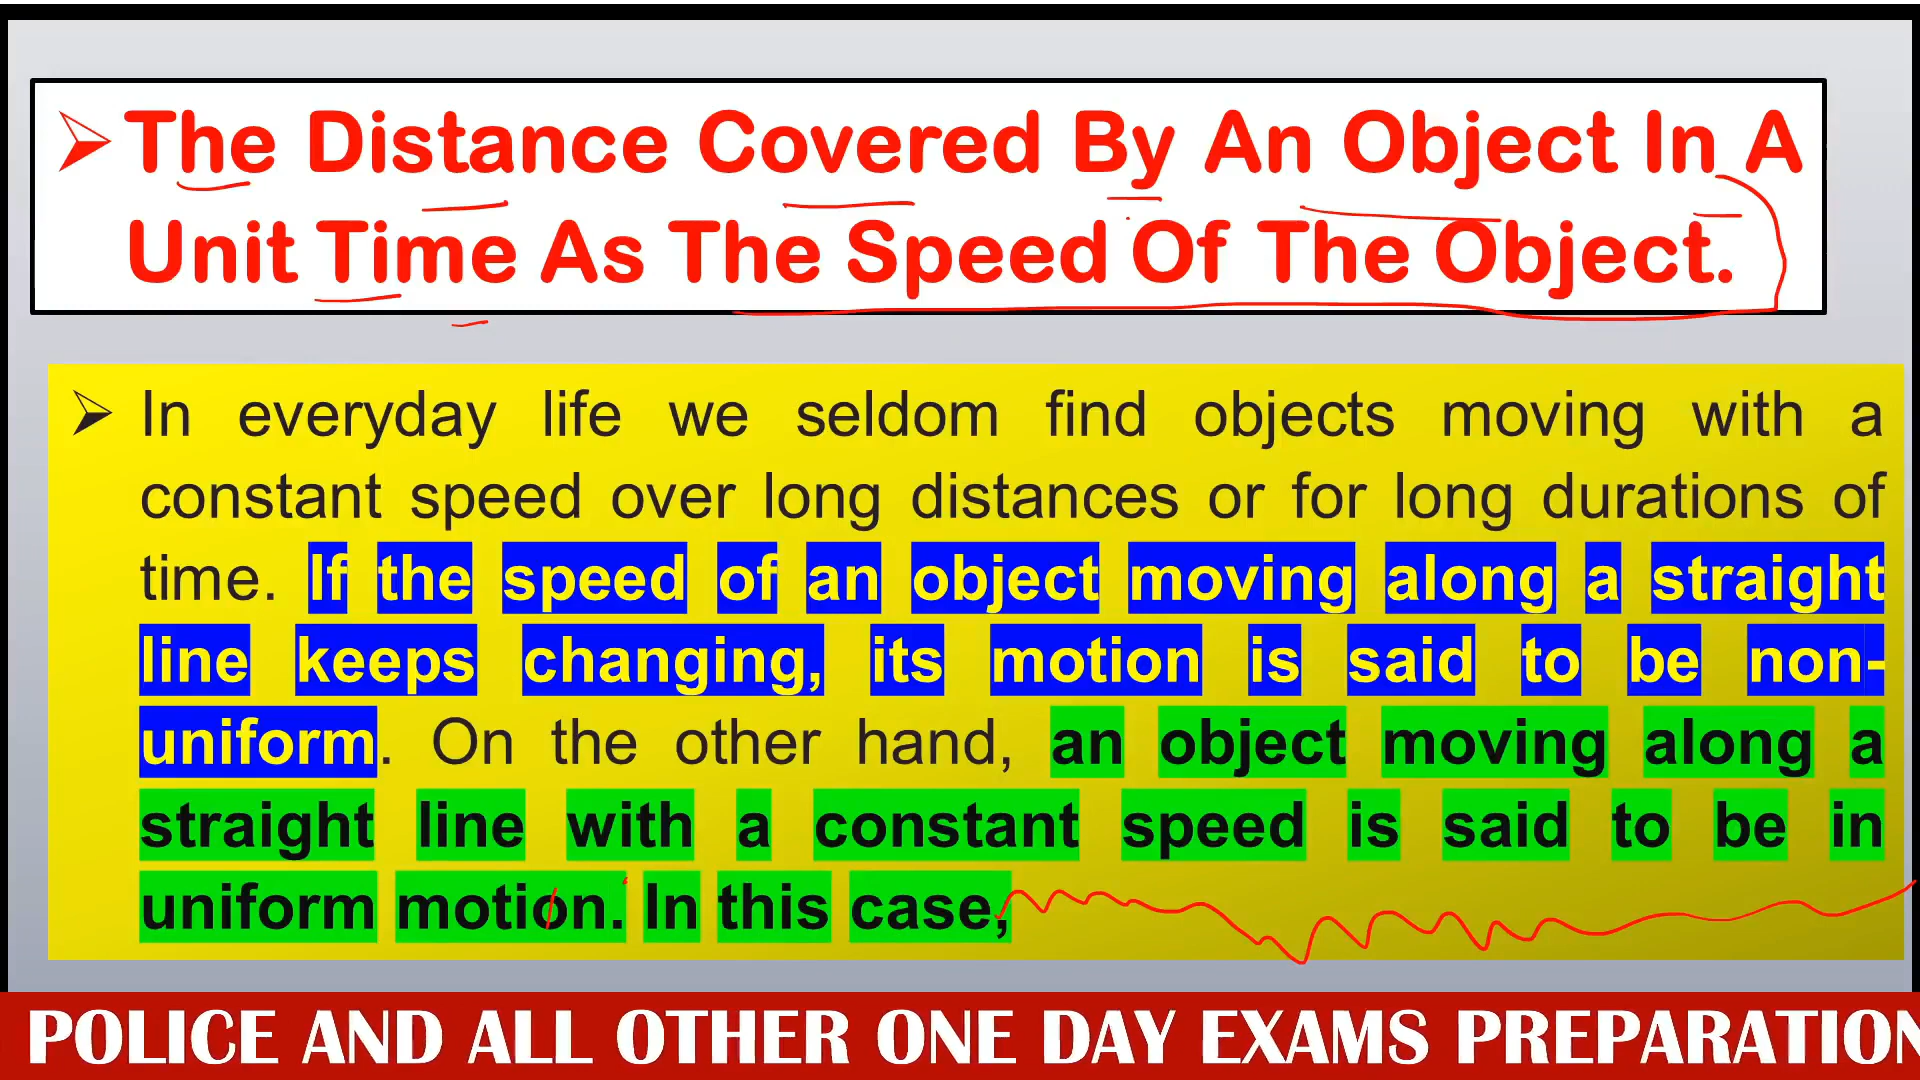 ➢ The Distance Covered By An Object In A
Unit Time As The Speed Of The Object.
➢ In everyday life we seldom find objects moving with a
constant speed over long distances or for long durations of
time. If the speed of an object moving along a straight
line keeps changing, its motion is said to be non-
uniform. On the other hand, an object moving along a
straight line with a constant speed is said to be in
uniform motion. In this case,
POLICE AND ALL OTHER ONE DAY EXAMS PREPARATION